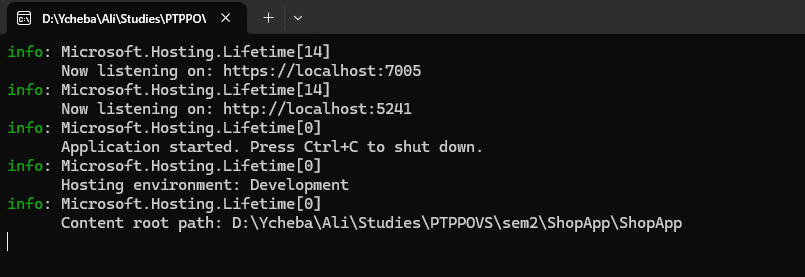 D:\Ycheba\Ali\Studies\PTPPO\
info: Microsoft.Hosting.Lifetime[14]
Now listening on: https://localhost:7005
info: Microsoft.Hosting.Lifetime[14]
Now listening on: http://localhost:5241
info: Microsoft.Hosting.Lifetime[0]
Application started. Press Ctrl+C to shut down.
info: Microsoft.Hosting.Lifetime[0]
Hosting environment: Development
info: Microsoft.Hosting.Lifetime[0]
Content root path: D:\Ycheba\Ali\Studies\PTPPOVS\sem2\ShopApp\ShopApp